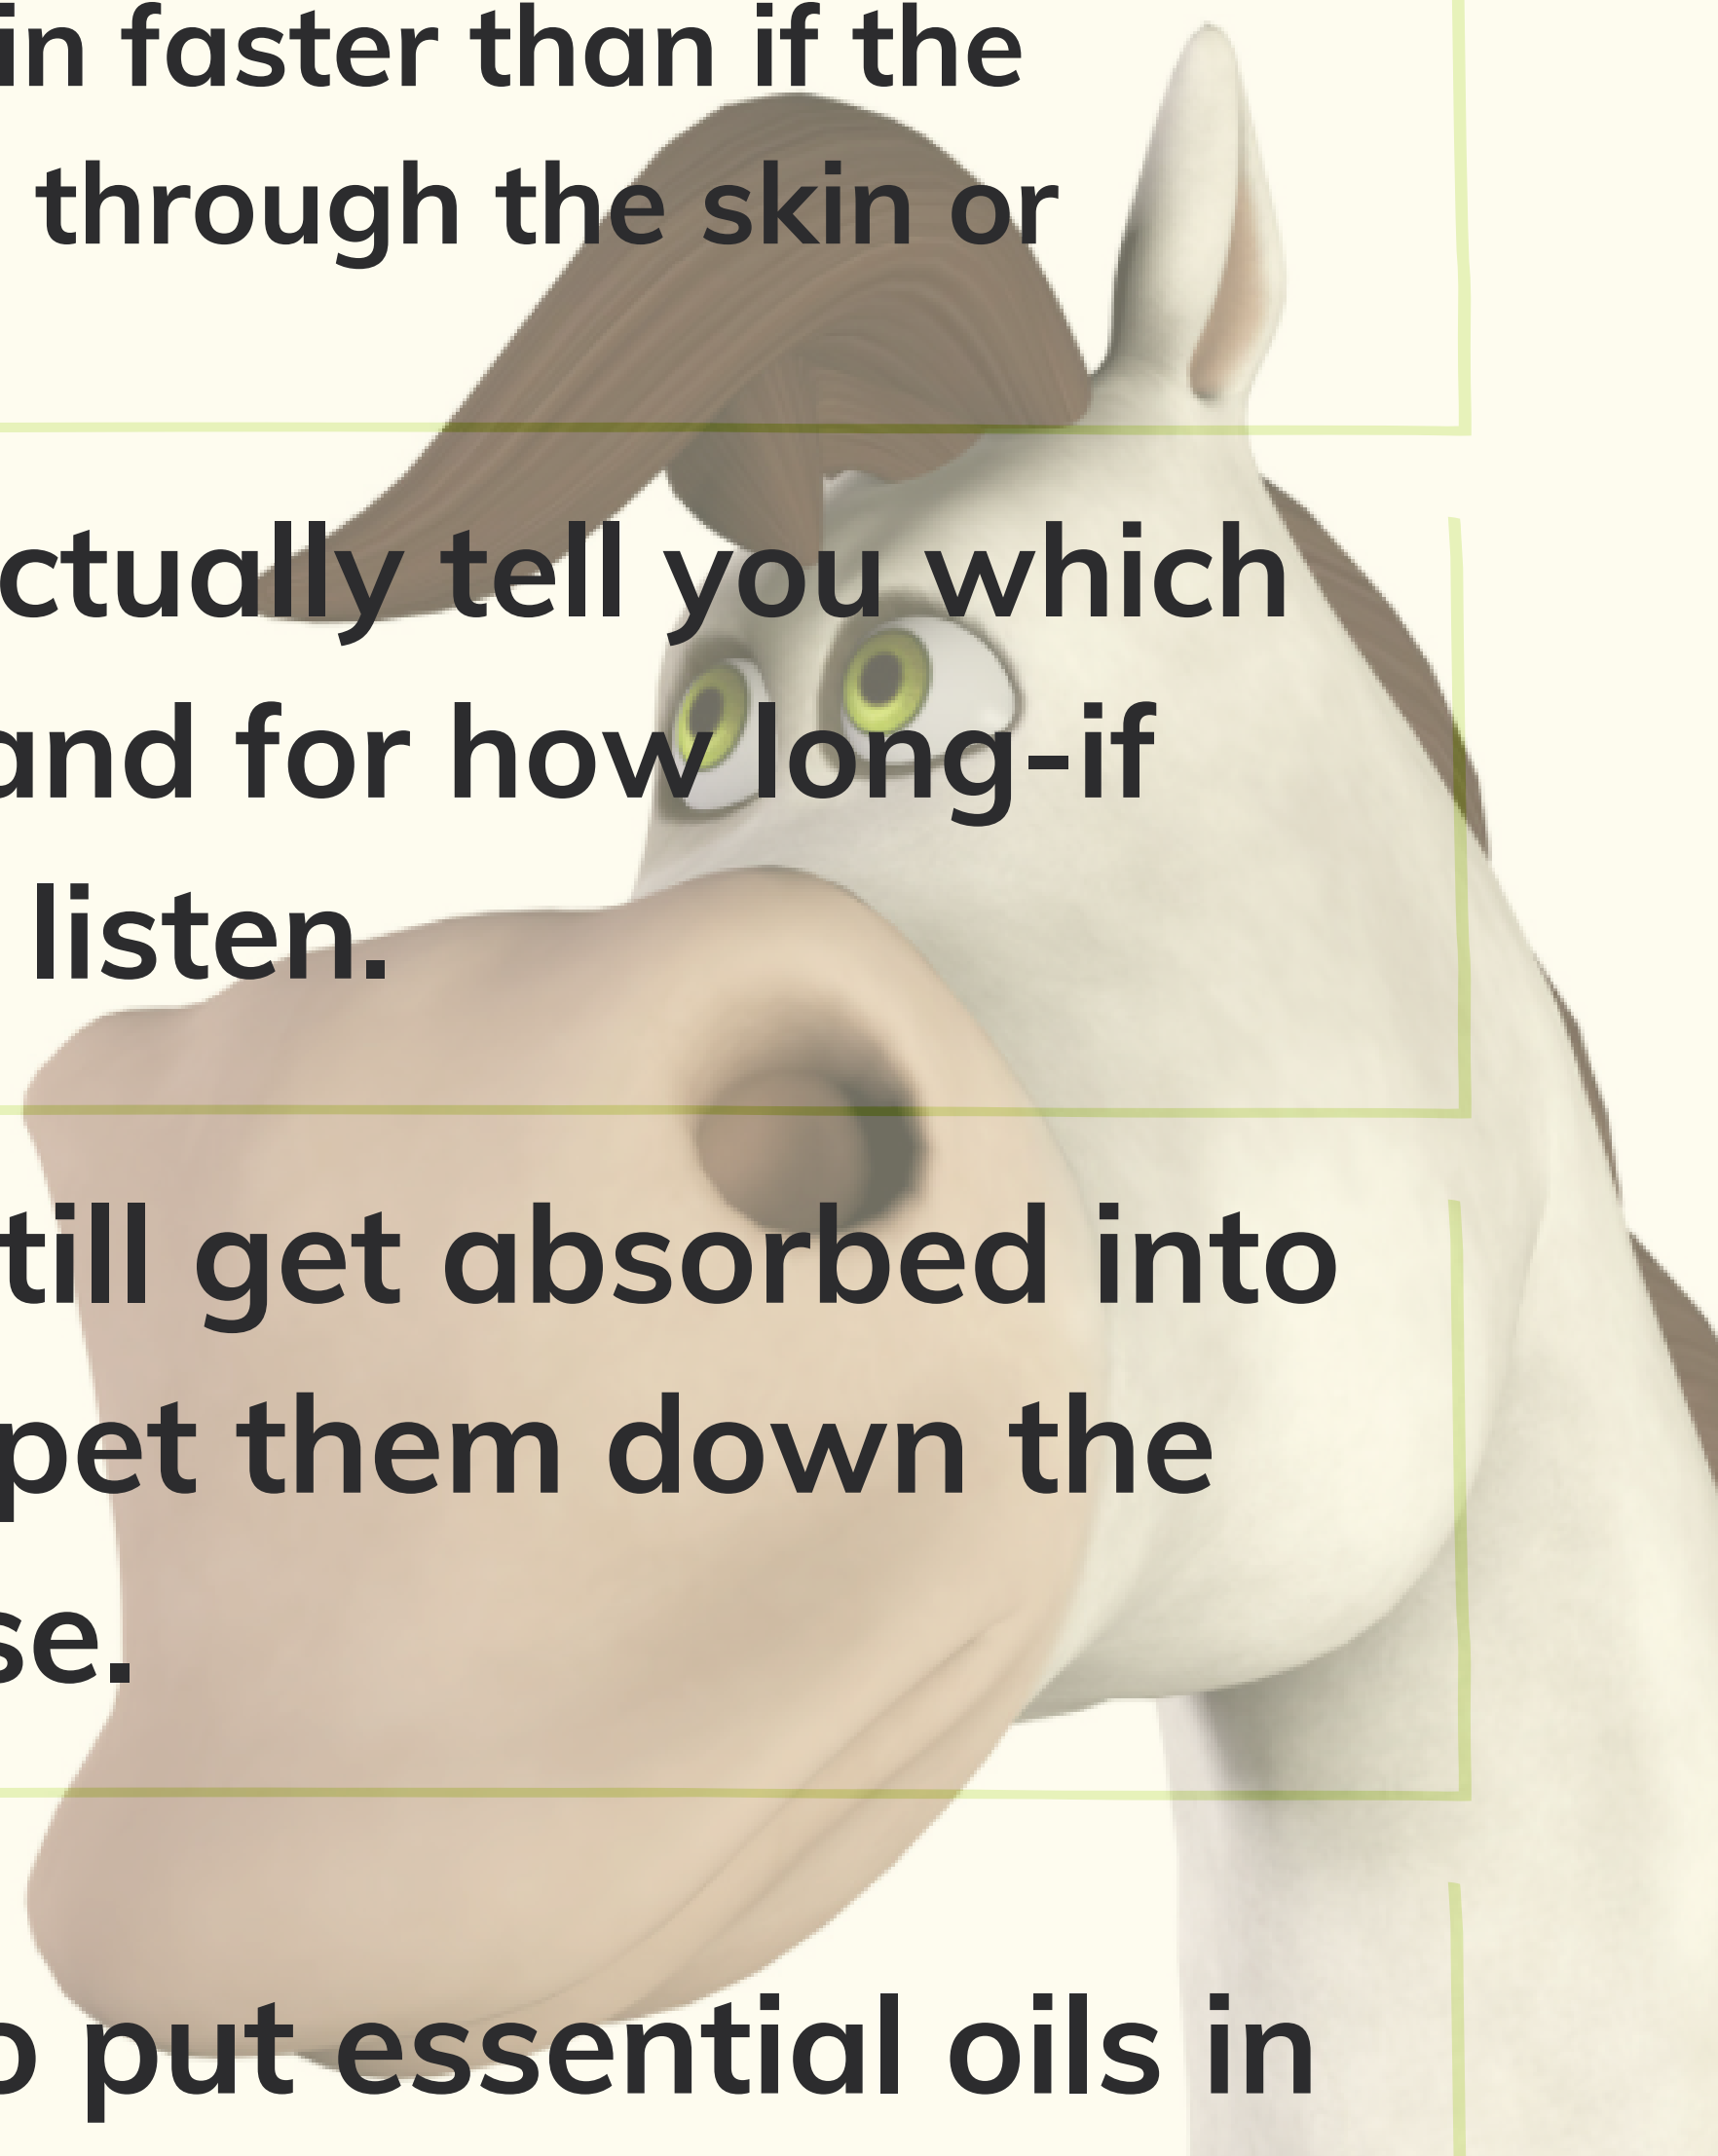 in faster than if the
through the skin or
ctually tell you which
and for how long-if
listen.
till get absorbed into
pet them down the
se.
o put essential oils in